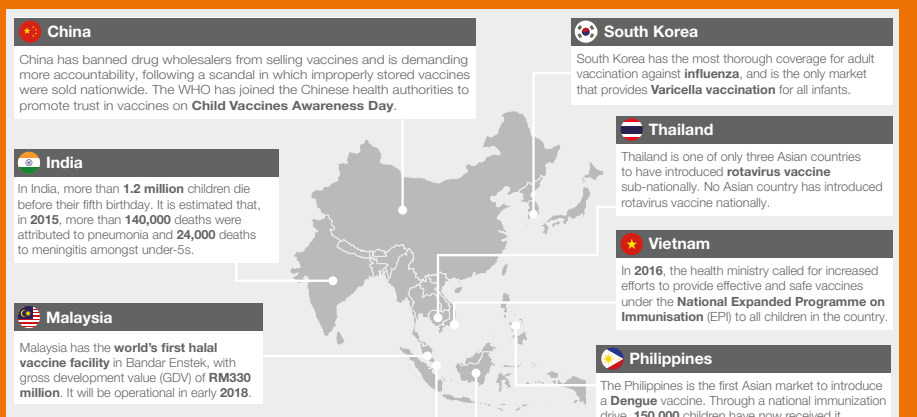 China
China has banned drug wholesalers from selling vaccines and is demanding
more accountability, following a scandal in which improperly stored vaccines
were sold nationwide. The WHO has joined the Chinese health authorities to
promote trust in vaccines on Child Vaccines Awareness Day.
South Korea
South Korea has the most thorough coverage for adult
vaccination against influenza, and is the only market
that provides Varicella vaccination for all infants.
Thailand
Thailand is one of only three Asian countries
to have introduced rotavirus vaccine
sub-nationally. No Asian country has introduced
rotavirus vaccine nationally.
India
In India, more than 1.2 million children die
before their fifth birthday. It is estimated that,
in 2015, more than 140,000 deaths were
attributed to pneumonia and 24,000 deaths
to meningitis amongst under-5s.
Vietnam
In 2016, the health ministry called for increased
efforts to provide effective and safe vaccines
under the National Expanded Programme on
Immunisation (EPI) to all children in the country.
Malaysia
Malaysia has the world's first halal
vaccine facility in Bandar Enstek, with
gross development value (GDV) of RM330
million. It will be operational in early 2018.
Philippines
The Philippines is the first Asian market to introduce
a Dengue vaccine. Through a national immunization
drive, 150,000 children have now received it.